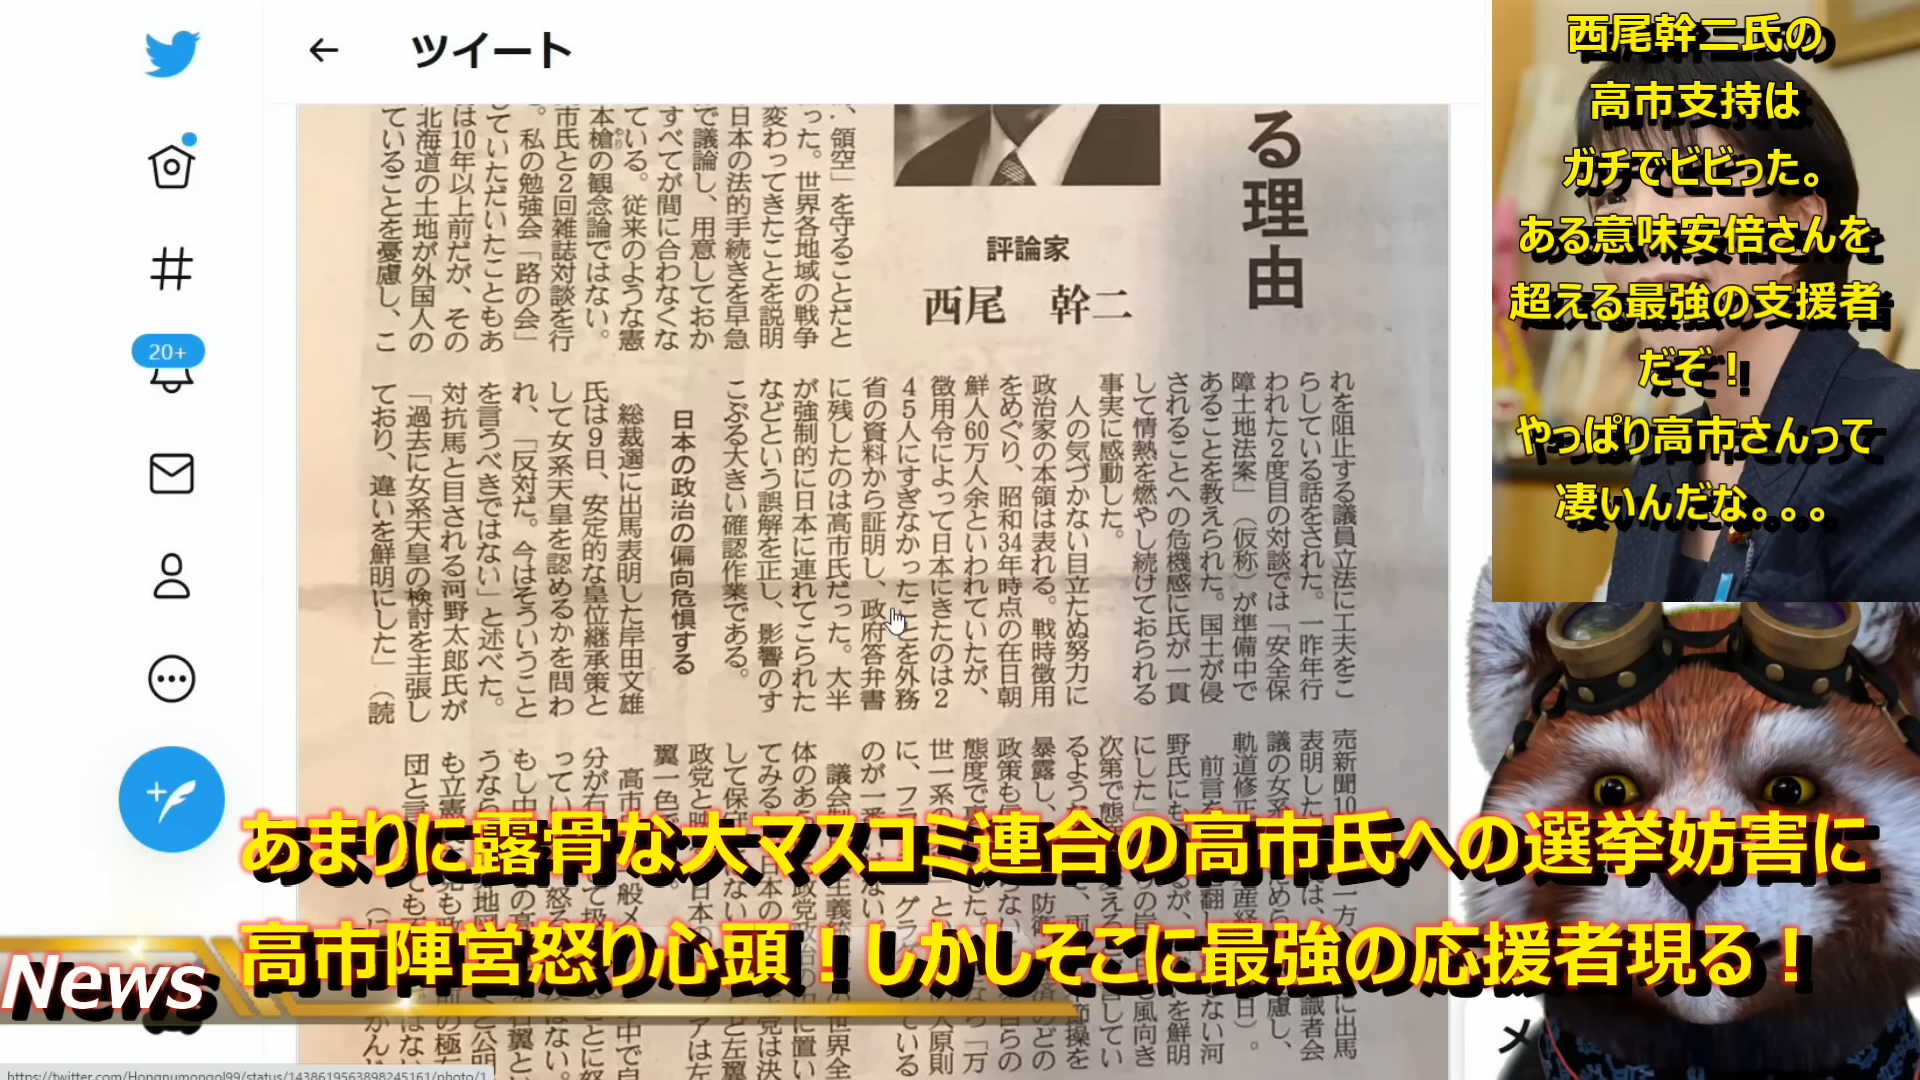 ツイート
20+
る理由
評論家
西尾 幹二
、領空」を守ることだと
った。世界各地域の戦争
変わってきたことを説明
日本の法的手続きを早急
で議論し、用意しておか
すべてが間に合わなくな
ている。従来のような憲
本槍の観念論ではない。
市氏と2回雑誌対談を行
。私の勉強会「路の会」
していただいたこともあ
は10年以上前だが、その
北海道の土地が外国人の
ていることを憂慮し、こ
れを阻止する議員立法に工夫をこ
らしている話をされた。一昨年行
われた2度目の対談では「安全保
障土地法案」（仮称）が準備中で
あることを教えられた。国土が侵
されることへの危機感に氏が一貫
して情熱を燃やし続けておられる
事実に感動した。
人の気づかない目立たぬ努力に
政治家の本領は表れる。戦時徴用
をめぐり、昭和34年時点の在日朝
鮮人60万人余といわれていたが、
徴用令によって日本にきたのは2
45人にすぎなかったことを外務
省の資料から証明し、政府答弁書
に残したのは高市氏だった。大半
が強制的に日本に連れてこられた
などという誤解を正し、影響のす
こぶる大きい確認作業である。
日本の政治の偏向危惧する
総裁選に出馬表明した岸田文雄
氏は9日、安定的な皇位継承策と
して女系天皇を認めるかを問わ
れ、「反対だ。今はそういうこと
を言うべきではない」と述べた。
対抗馬と目される河野太郎氏が
「過去に女系天皇の検討を主張し
ており、違いを鮮明にした」（読
西尾幹二氏の
高市支持は
ガチでビビった。
ある意味安倍さんを
超える最強の支援者
だぞ！
やっぱり高市さんって
凄いんだな。。。
あまりに露骨な大マスコミ連合の高市氏への選挙妨害に
高市陣営怒り心頭！しかしそこに最強の応援者現る！
News
https://twitter.com/Hongnumongol99/status/1438619563898245161/photo/1